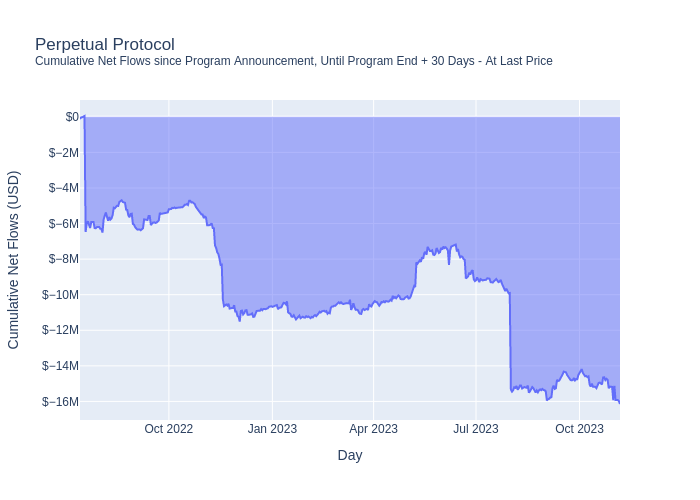 Perpetual Protocol
Cumulative Net Flows since Program Announcement, Until Program End + 30 Days - At Last Price
Cumulative Net Flows (USD)
$0
$−2M
$−4M
$−6M
$−8M
$−10M
$−12M
$−14M
$−16M
Oct 2022
Jan 2023
Apr 2023
Jul 2023
Oct 2023
Day